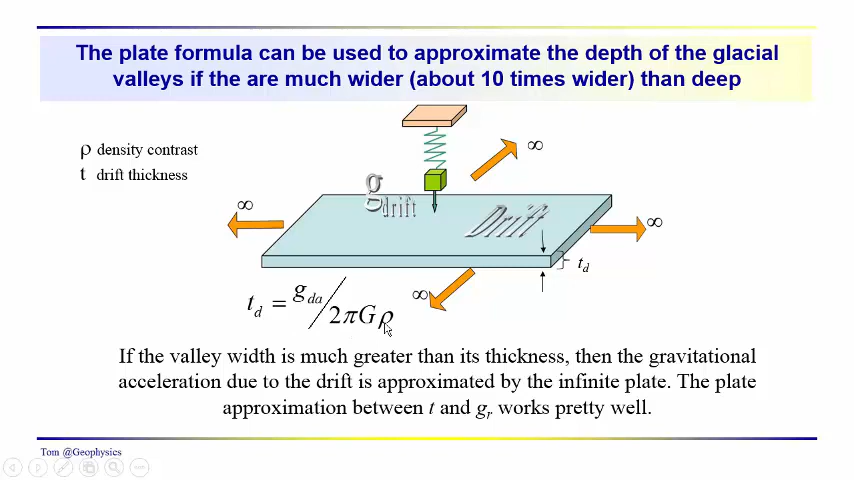 The plate formula can be used to approximate the depth of the glacial
valleys if the are much wider (about 10 times wider) than deep
ρ density contrast
t drift thickness
∞
∞
∞
∞
g drift
Drift
t_d
t_d = g_da / 2πGρ
If the valley width is much greater than its thickness, then the gravitational
acceleration due to the drift is approximated by the infinite plate. The plate
approximation between t and g_r works pretty well.
Tom @Geophysics